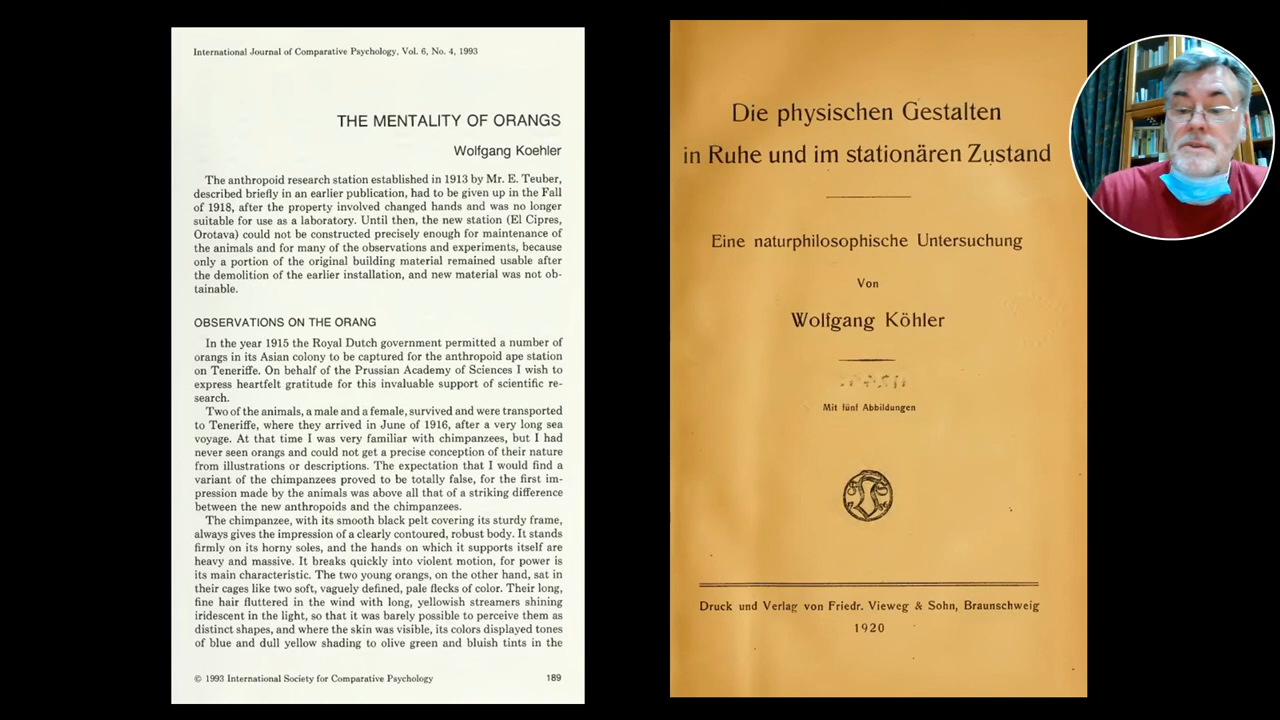 International Journal of Comparative Psychology, Vol. 6, No. 4, 1993
THE MENTALITY OF ORANGS
Wolfgang Koehler
The anthropoid research station established in 1913 by Mr. E. Teuber,
described briefly in an earlier publication, had to be given up in the Fall
of 1918, after the property involved changed hands and was no longer
suitable for use as a laboratory. Until then, the new station (El Cipres,
Orotava) could not be constructed precisely enough for maintenance of
the animals and for many of the observations and experiments, because
only a portion of the original building material remained usable after
the demolition of the earlier installation, and new material was not ob-
tainable.
OBSERVATIONS ON THE ORANG
In the year 1915 the Royal Dutch government permitted a number of
orangs in its Asian colony to be captured for the anthropoid ape station
on Teneriffe. On behalf of the Prussian Academy of Sciences I wish to
express heartfelt gratitude for this invaluable support of scientific re-
search.
Two of the animals, a male and a female, survived and were transported
to Teneriffe, where they arrived in June of 1916, after a very long sea
voyage. At that time I was very familiar with chimpanzees, but I had
never seen orangs and could not get a precise conception of their nature
from illustrations or descriptions. The expectation that I would find a
variant of the chimpanzees proved to be totally false, for the first im-
pression made by the animals was above all that of a striking difference
between the new anthropoids and the chimpanzees.
The chimpanzee, with its smooth black pelt covering its sturdy frame,
always gives the impression of a clearly contoured, robust body. It stands
firmly on its horny soles, and the hands on which it supports itself are
heavy and massive. It breaks quickly into violent motion, for power is
its main characteristic. The two young orangs, on the other hand, sat in
their cages like two soft, vaguely defined, pale flecks of color. Their long,
fine hair fluttered in the wind with long, yellowish streamers shining
iridescent in the light, so that it was barely possible to perceive them as
distinct shapes, and where the skin was visible, its colors displayed tones
of blue and dull yellow shading to olive green and bluish tints in the
© 1993 International Society for Comparative Psychology 189
Die physischen Gestalten
in Ruhe und im stationären Zustand
Eine naturphilosophische Untersuchung
Von
Wolfgang Köhler
Mit fünf Abbildungen
Druck und Verlag von Friedr. Vieweg & Sohn, Braunschweig
1920